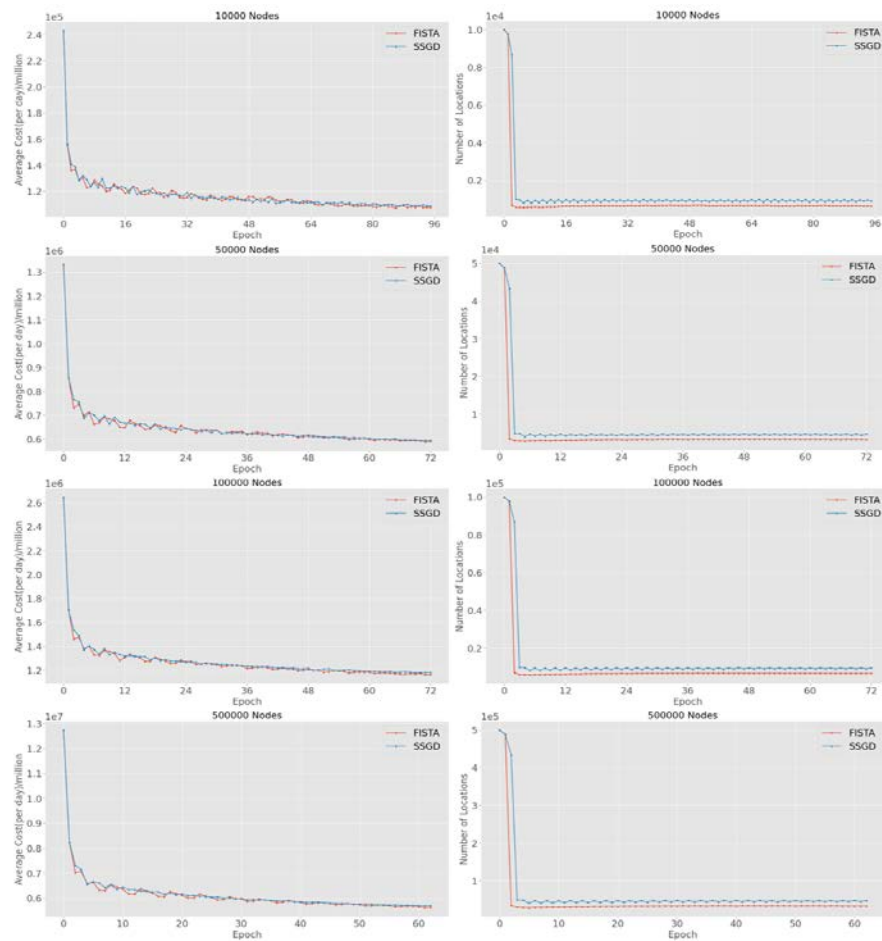 10000 Nodes
1e5
FISTA
SSGD
2.4
2.2
2.0
1.8
1.6
1.4
1.2
Average Cost(per day)/million
0 16 32 48 64 80 96
Epoch
10000 Nodes
1e4
FISTA
SSGD
1.0
0.8
0.6
0.4
0.2
Number of Locations
0 16 32 48 64 80 96
Epoch
50000 Nodes
1e6
FISTA
SSGD
1.3
1.2
1.1
1.0
0.9
0.8
0.7
0.6
Average Cost(per day)/million
0 12 24 36 48 60 72
Epoch
50000 Nodes
1e4
FISTA
SSGD
5
4
3
2
1
Number of Locations
0 12 24 36 48 60 72
Epoch
100000 Nodes
1e6
FISTA
SSGD
2.6
2.4
2.2
2.0
1.8
1.6
1.4
1.2
Average Cost(per day)/million
0 12 24 36 48 60 72
Epoch
100000 Nodes
1e5
FISTA
SSGD
1.0
0.8
0.6
0.4
0.2
Number of Locations
0 12 24 36 48 60 72
Epoch
500000 Nodes
1e7
FISTA
SSGD
1.3
1.2
1.1
1.0
0.9
0.8
0.7
0.6
Average Cost(per day)/million
0 10 20 30 40 50 60
Epoch
500000 Nodes
1e5
FISTA
SSGD
5
4
3
2
1
Number of Locations
0 10 20 30 40 50 60
Epoch